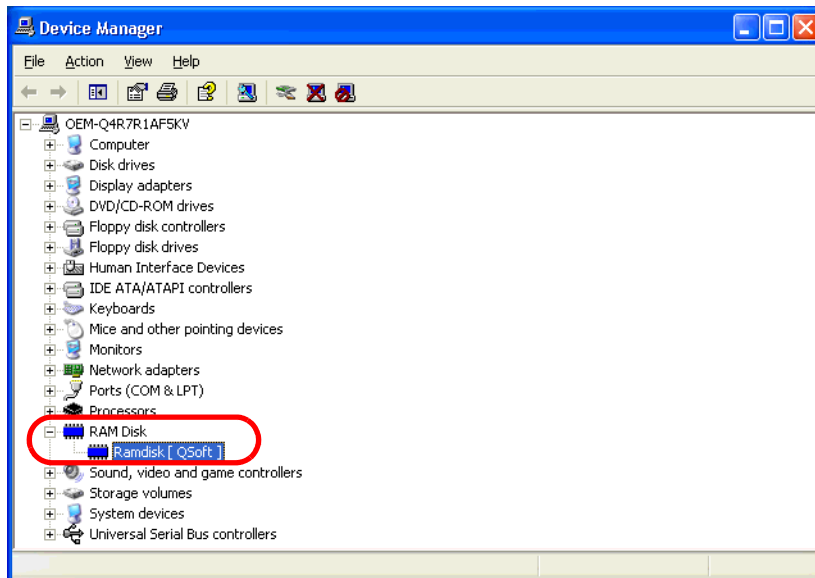 Device Manager
File Action View Help
OEM-Q4R7R1AF5KV
Computer
Disk drives
Display adapters
DVD/CD-ROM drives
Floppy disk controllers
Floppy disk drives
Human Interface Devices
IDE ATA/ATAPI controllers
Keyboards
Mice and other pointing devices
Monitors
Network adapters
Ports (COM & LPT)
Processors
RAM Disk
Ramdisk [ QSoft ]
Sound, video and game controllers
Storage volumes
System devices
Universal Serial Bus controllers